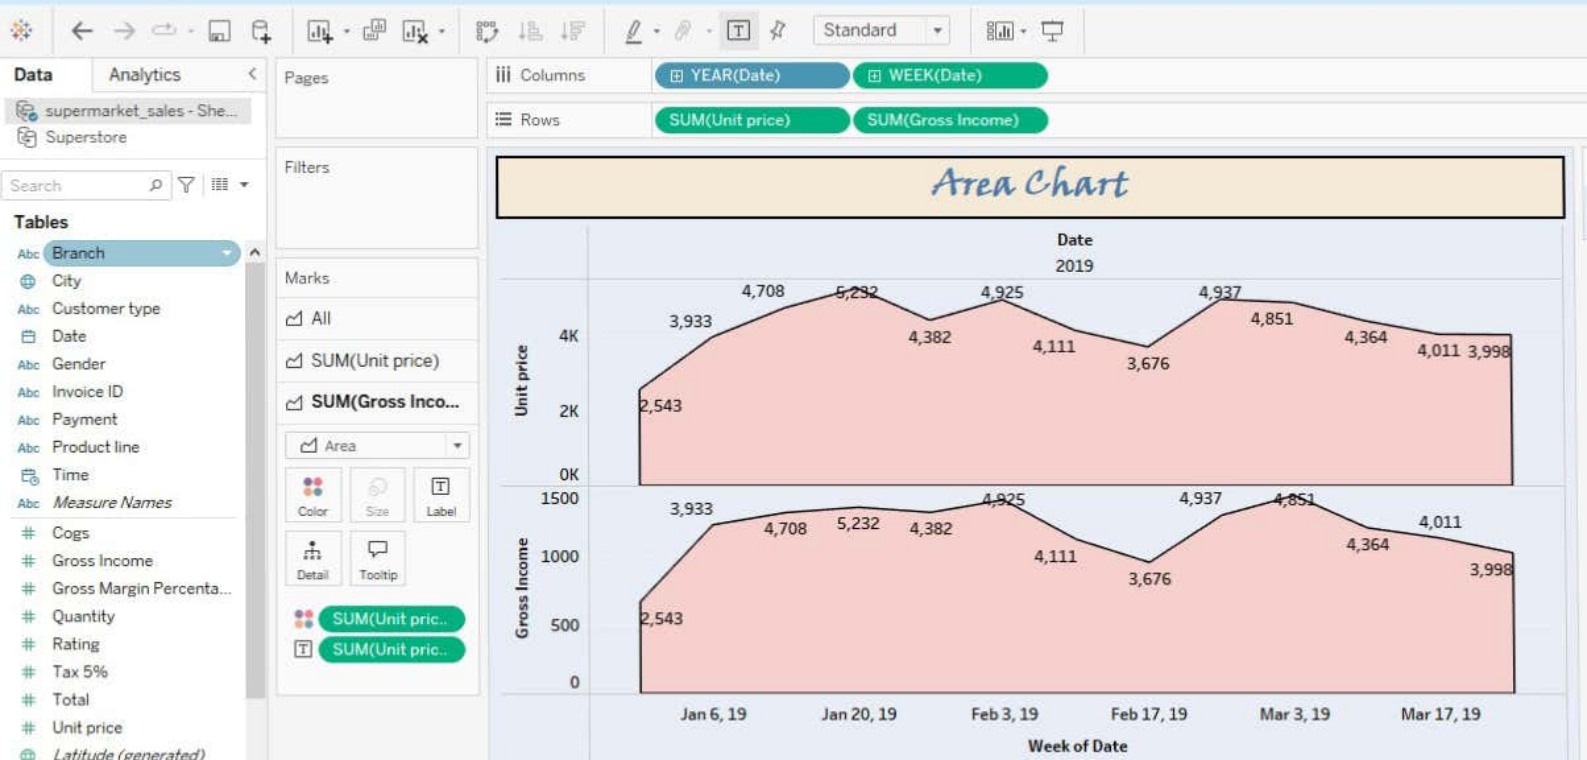 Standard
Data Analytics
supermarket_sales - She...
Superstore
Search
Tables
Abc Branch
City
Abc Customer type
Date
Abc Gender
Abc Invoice ID
Abc Payment
Abc Product line
Time
Abc Measure Names
# Cogs
# Gross Income
# Gross Margin Percenta...
# Quantity
# Rating
# Tax 5%
# Total
# Unit price
Latitude (generated)
Pages
Filters
Marks
All
SUM(Unit price)
SUM(Gross Inco...
Area
Color Size Label
Detail Tooltip
SUM(Unit pric..
SUM(Unit pric..
Columns YEAR(Date) WEEK(Date)
Rows SUM(Unit price) SUM(Gross Income)
Area Chart
Date
2019
Unit price
4K
2K
0K
2,543
3,933
4,708
5,232
4,382
4,925
4,111
3,676
4,937
4,851
4,364
4,011
3,998
Gross Income
1500
1000
500
0
2,543
3,933
4,708
5,232
4,382
4,925
4,111
3,676
4,937
4,851
4,364
4,011
3,998
Jan 6, 19 Jan 20, 19 Feb 3, 19 Feb 17, 19 Mar 3, 19 Mar 17, 19
Week of Date